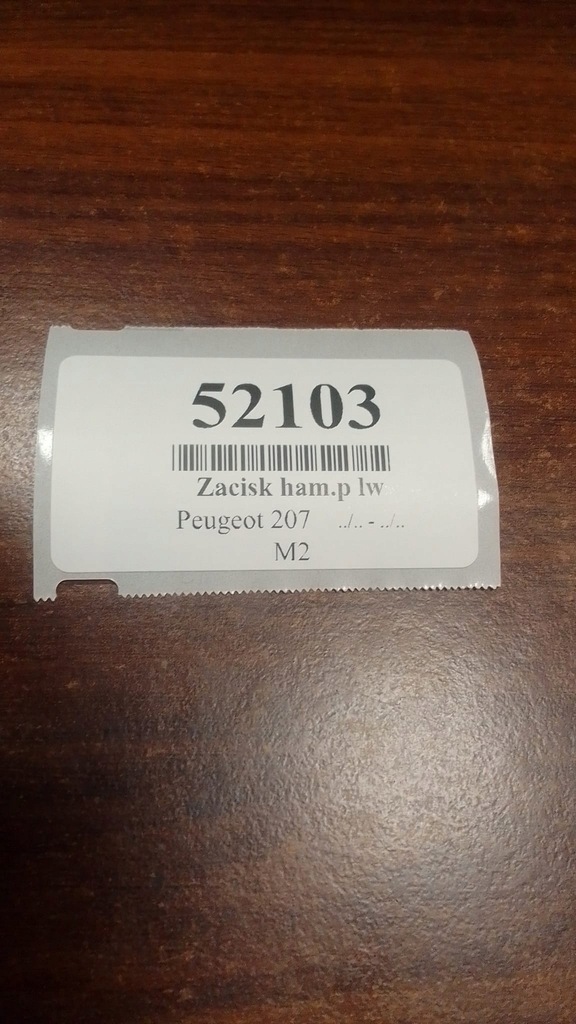 52103
Zacisk ham.p lw
Peugeot 207 ../.. - ../..
M2